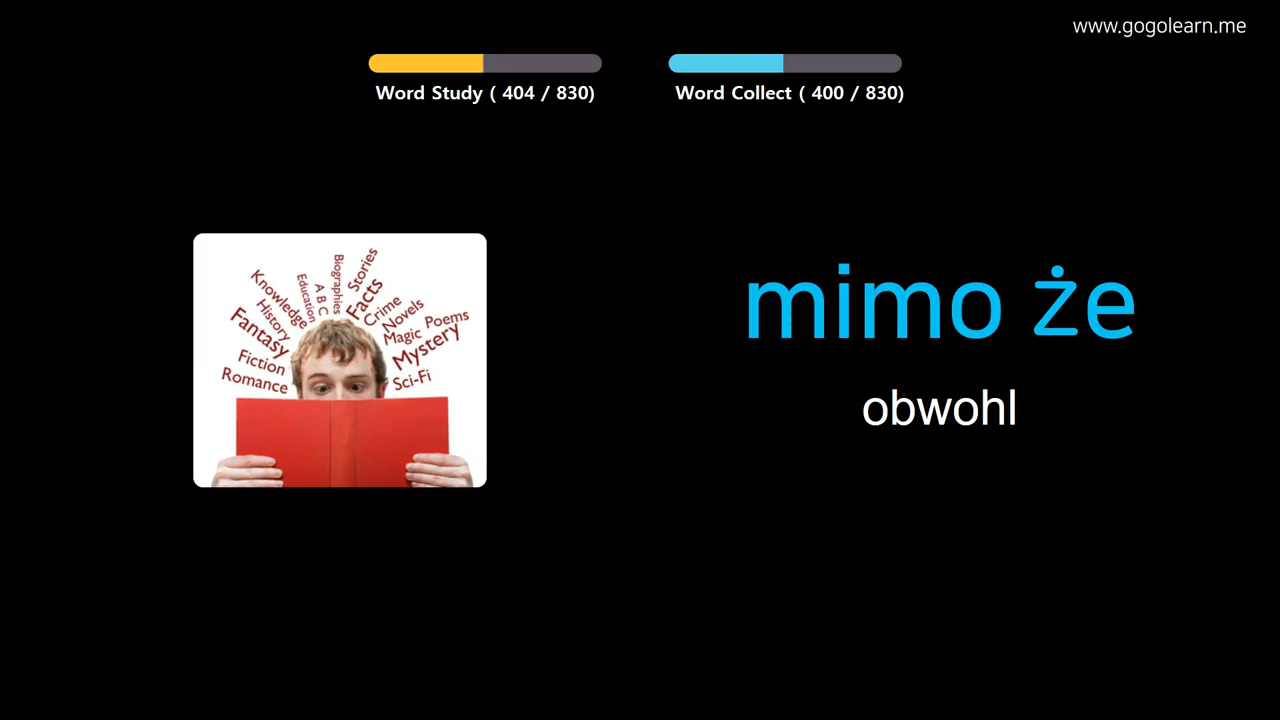 www.gogolearn.me
Word Study ( 404 / 830)
Word Collect ( 400 / 830)
mimo że
obwohl
Knowledge
History
Fantasy
Fiction
Romance
Education
A B C
Biographies
Stories
Facts
Crime
Novels
Magic
Poems
Mystery
Sci-Fi